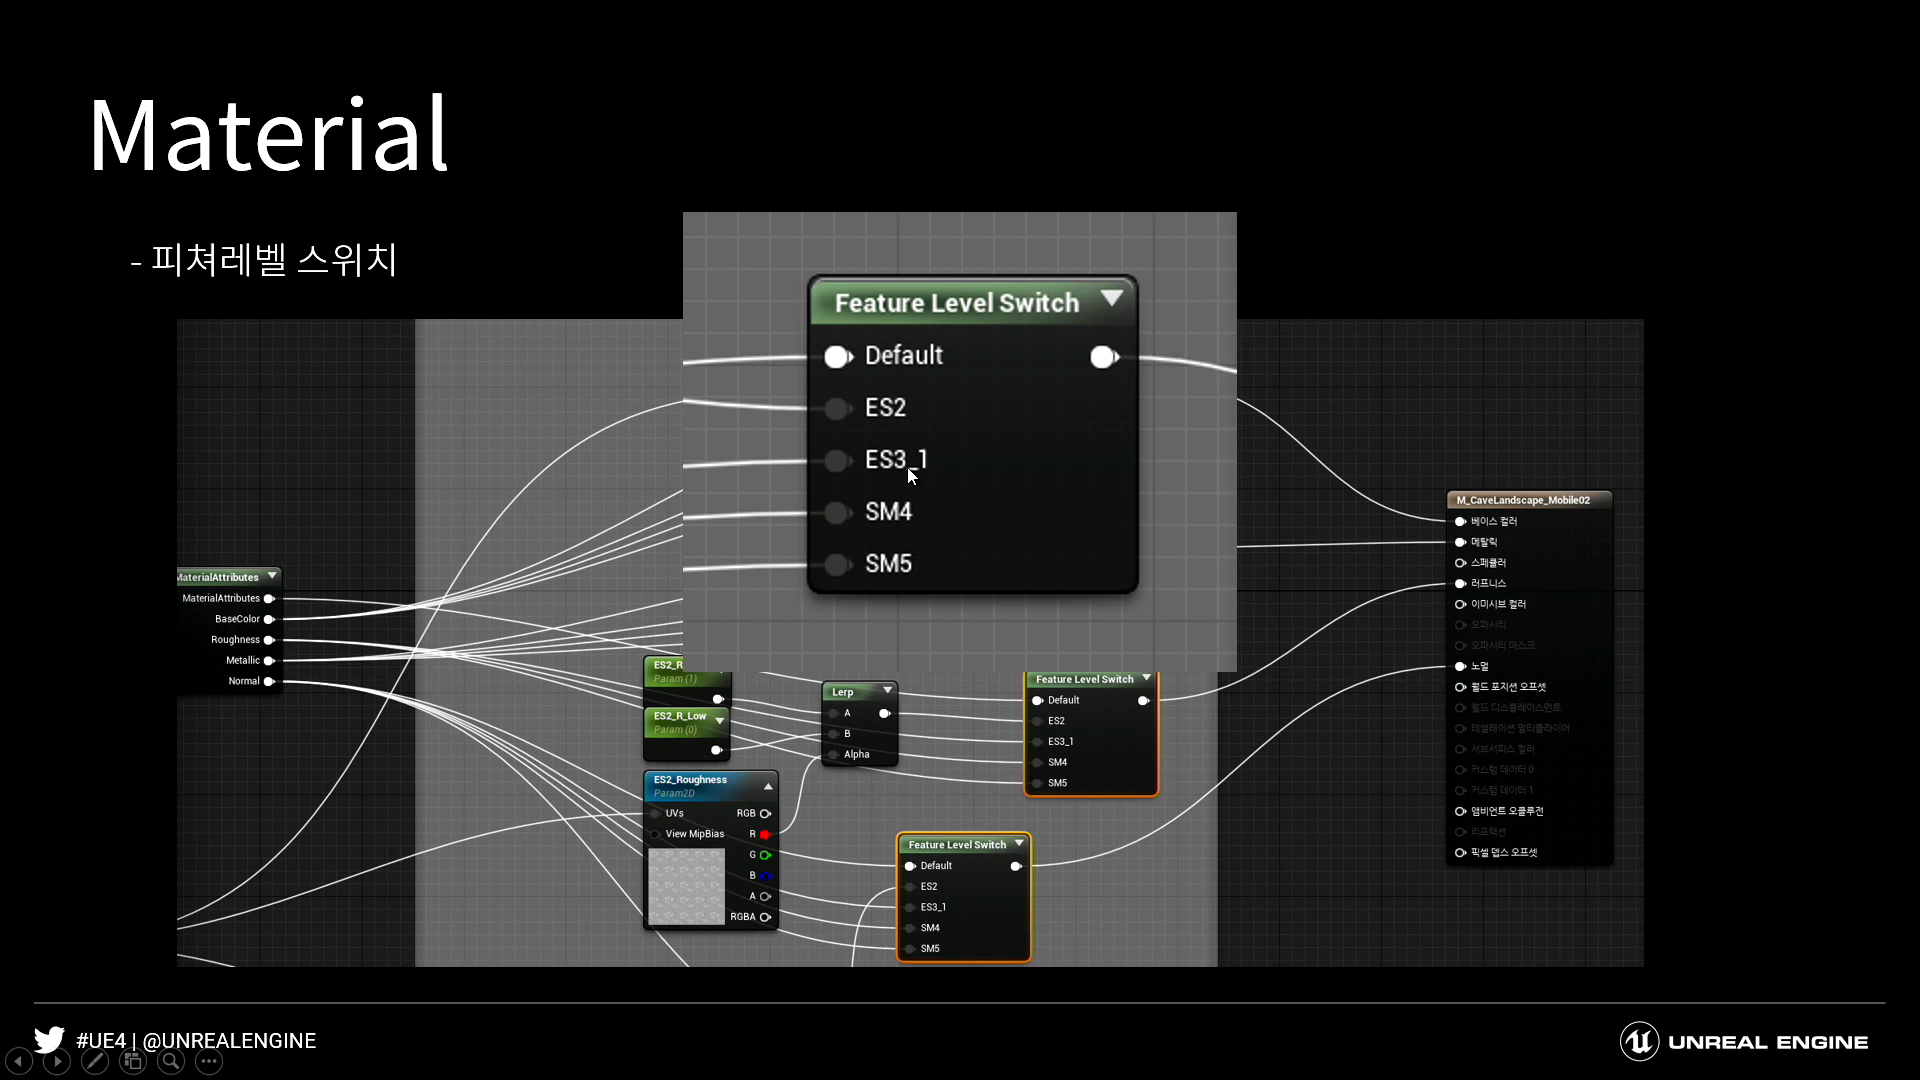 Material
- 피쳐레벨 스위치
Feature Level Switch
Default
ES2
ES3_1
SM4
SM5
MaterialAttributes
MaterialAttributes
BaseColor
Roughness
Metallic
Normal
ES2_R
Param (1)
ES2_R_Low
Param (0)
ES2_Roughness
Param2D
UVs
RGB
View MipBias
R
G
B
A
RGBA
Lerp
A
B
Alpha
Feature Level Switch
Default
ES2
ES3_1
SM4
SM5
Feature Level Switch
Default
ES2
ES3_1
SM4
SM5
M_CaveLandscape_Mobile02
베이스 컬러
메탈릭
스페큘러
러프니스
이미시브 컬러
오파시티
오파시티 마스크
노멀
월드 포지션 오프셋
월드 디스플레이스먼트
테셀레이션 멀티플라이어
서브서피스 컬러
커스텀 데이터 0
커스텀 데이터 1
앰비언트 오클루전
리프랙션
픽셀 뎁스 오프셋
#UE4 | @UNREALENGINE
UNREAL ENGINE